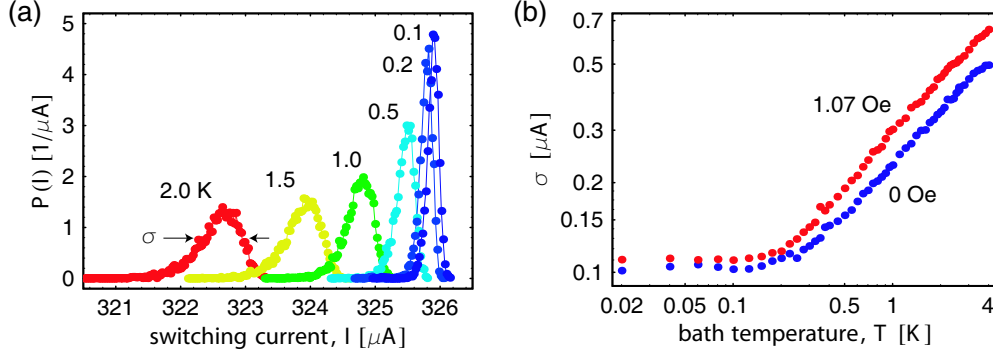 (a)
P(I) [1/μA]
5
4
3
2
1
0
0.1
0.2
0.5
1.0
1.5
2.0 K
σ
321 322 323 324 325 326
switching current, I [μA]
(b)
σ [μA]
0.7
0.5
0.3
0.2
0.15
0.1
1.07 Oe
0 Oe
0.02 0.05 0.1 0.5 1 4
bath temperature, T [K]